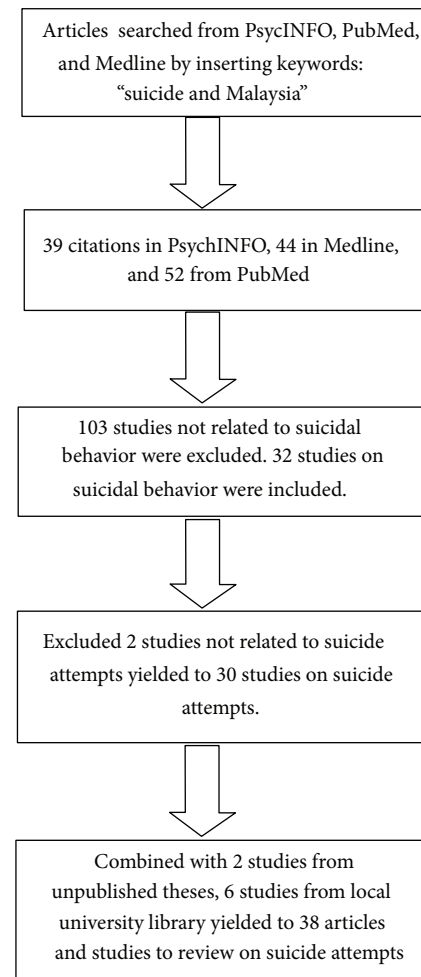 Articles searched from PsycINFO, PubMed,
and Medline by inserting keywords:
“suicide and Malaysia”
39 citations in PsychINFO, 44 in Medline,
and 52 from PubMed
103 studies not related to suicidal
behavior were excluded. 32 studies on
suicidal behavior were included.
Excluded 2 studies not related to suicide
attempts yielded to 30 studies on suicide
attempts.
Combined with 2 studies from
unpublished theses, 6 studies from local
university library yielded to 38 articles
and studies to review on suicide attempts